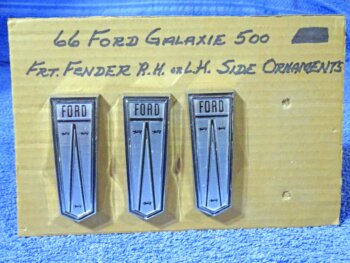 66 FORD GALAXIE 500
FRT. FENDER R.H. OR L.H. SIDE ORNAMENTS
FORD FORD FORD